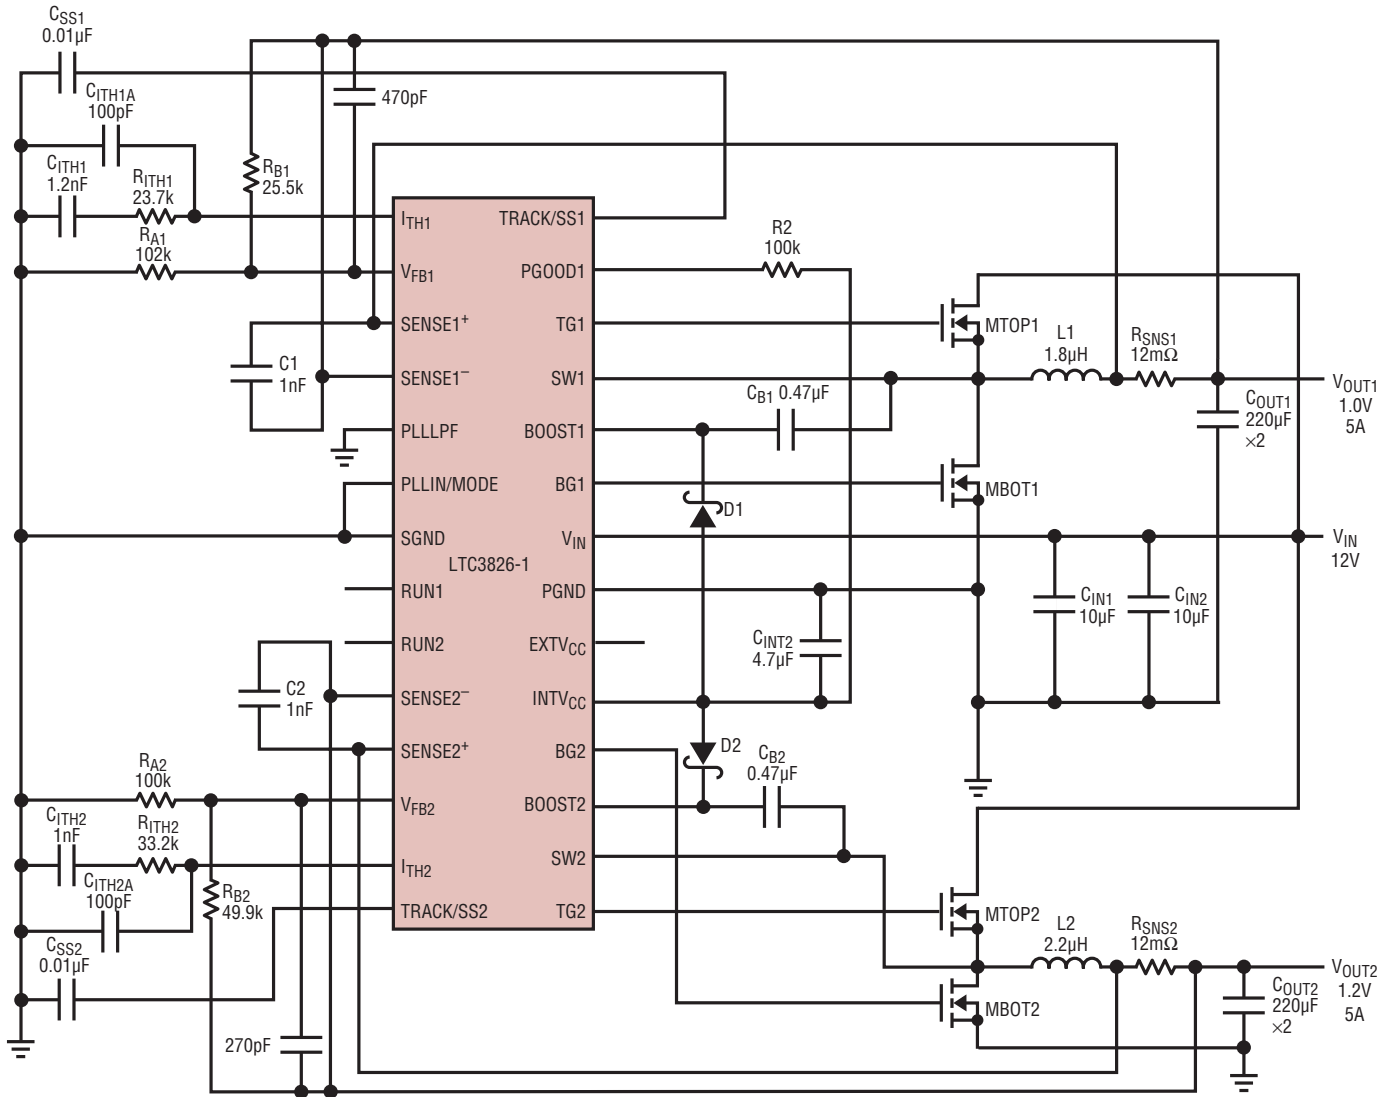 CSS1
0.01µF
CITH1A
100pF
470pF
CITH1
1.2nF
RITH1
23.7k
RB1
25.5k
RA1
102k
R2
100k
ITH1
VFB1
SENSE1+
SENSE1–
PLLLPF
PLLIN/MODE
SGND
RUN1
RUN2
SENSE2–
SENSE2+
VFB2
ITH2
TRACK/SS2
LTC3826-1
TRACK/SS1
PGOOD1
TG1
SW1
BOOST1
BG1
VIN
PGND
EXTVCC
INTVCC
BG2
BOOST2
SW2
TG2
C1
1nF
MTOP1
L1
1.8µH
RSNS1
12mΩ
CB1 0.47µF
VOUT1
1.0V
5A
COUT1
220µF
×2
D1
MBOT1
VIN
12V
CIN1
10µF
CIN2
10µF
CINT2
4.7µF
C2
1nF
D2
CB2
0.47µF
RA2
100k
CITH2
1nF
RITH2
33.2k
CITH2A
100pF
RB2
49.9k
CSS2
0.01µF
270pF
MTOP2
L2
2.2µH
RSNS2
12mΩ
MBOT2
VOUT2
1.2V
5A
COUT2
220µF
×2